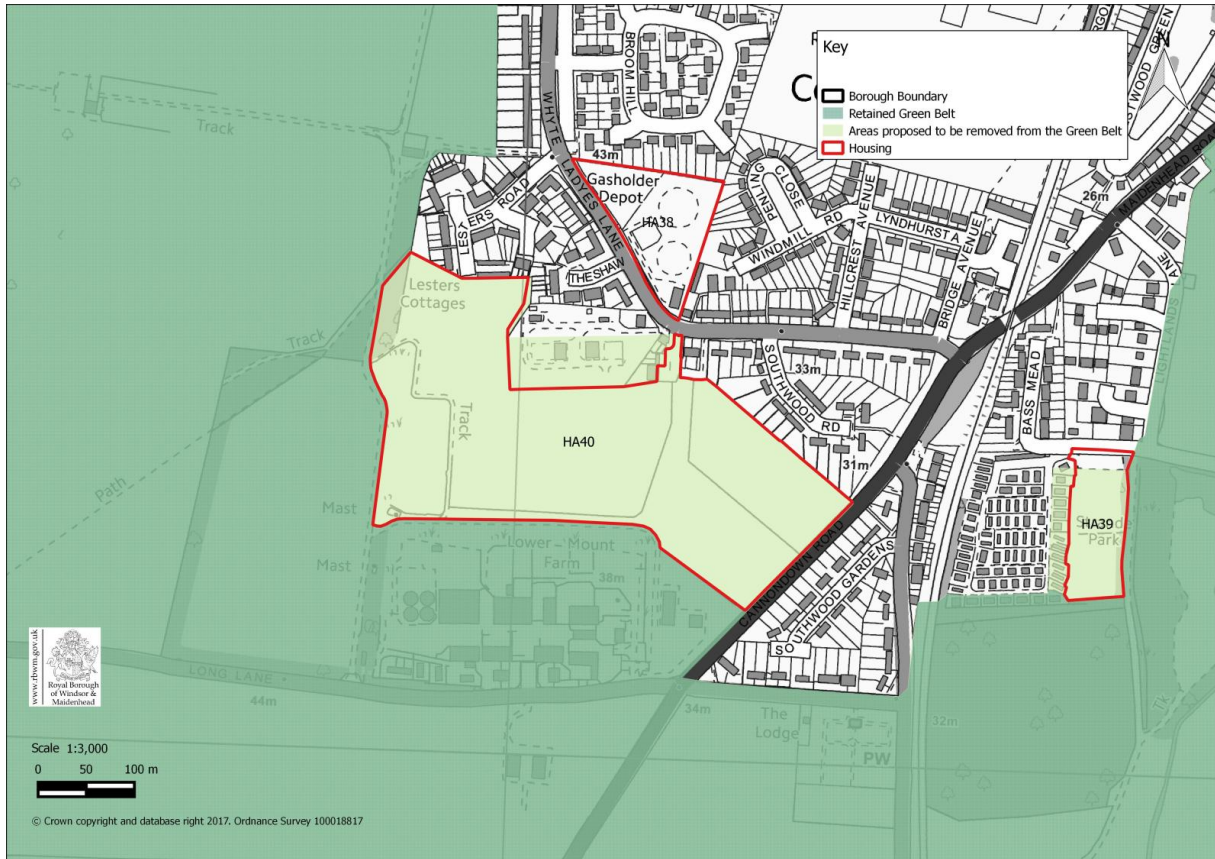 Key
Borough Boundary
Retained Green Belt
Areas proposed to be removed from the Green Belt
Housing
N
BROOM HILL
WHYTE LADYES LANE
Track
43m
Gasholder
Depot
HA38
LESTERS ROAD
THE SHAW
PENLING CLOSE
WINDMILL RD
HILLCREST AVENUE
LYNDHURST A
BRIDGE AVENUE
MAIDENHEAD ROAD
26m
LIGHTLANDS
Lesters
Cottages
Track
Track
33m
SOUTHWOOD RD
BASS MEAD
HA40
31m
HA39
Park
Path
Mast
Mast
Lower Mount
Farm
38m
CANNONDOWN ROAD
SOUTHWOOD GARDENS
www.rbwm.gov.uk
Royal Borough
of Windsor &
Maidenhead
LONG LANE
44m
34m
The
Lodge
PW
32m
Tk
Scale 1:3,000
0 50 100 m
© Crown copyright and database right 2017. Ordnance Survey 100018817